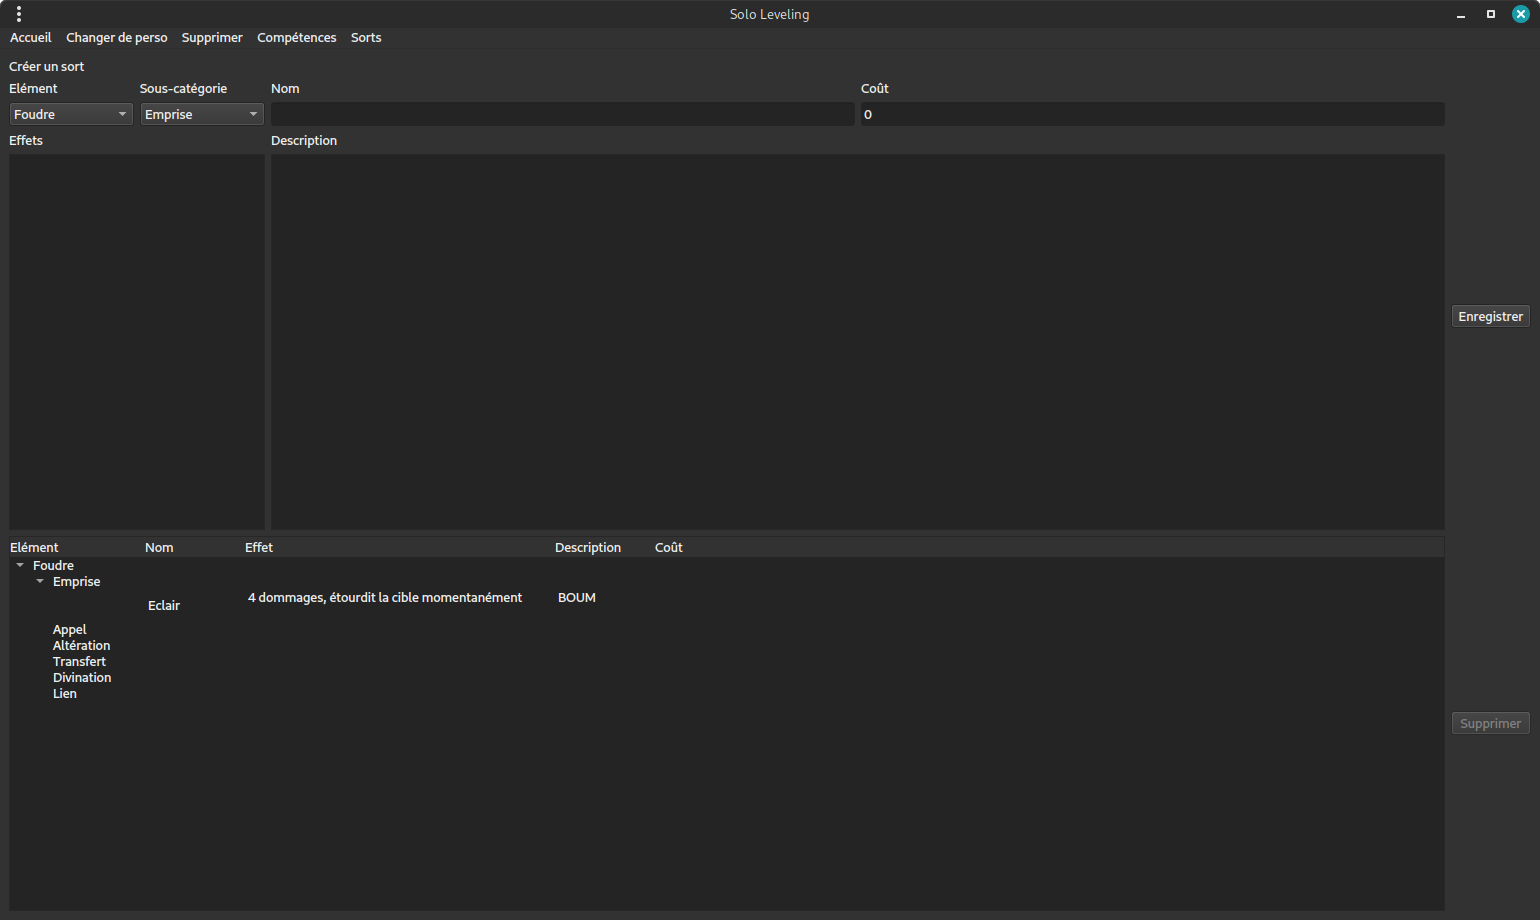 Solo Leveling
Accueil Changer de perso Supprimer Compétences Sorts
Créer un sort
Elément Sous-catégorie Nom Coût
Foudre Emprise 0
Effets Description
Enregistrer
Elément Nom Effet Description Coût
Foudre
Emprise
Eclair 4 dommages, étourdit la cible momentanément BOUM
Appel
Altération
Transfert
Divination
Lien
Supprimer